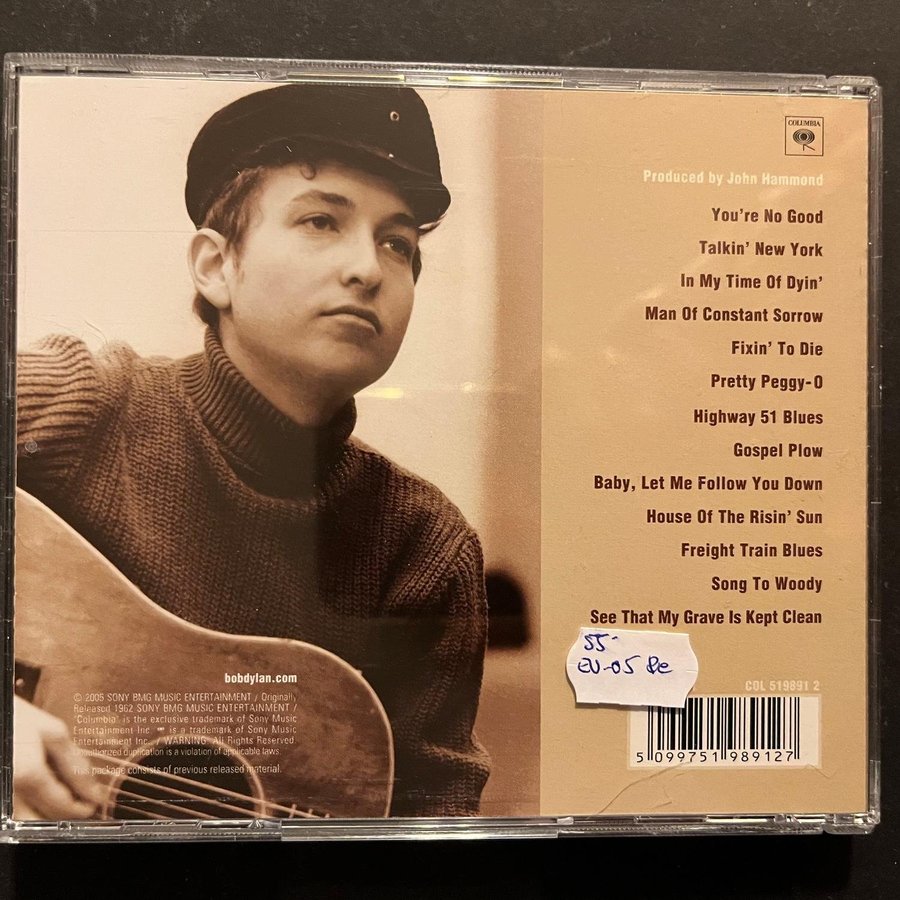 COLUMBIA
Produced by John Hammond
You're No Good
Talkin' New York
In My Time Of Dyin'
Man Of Constant Sorrow
Fixin' To Die
Pretty Peggy-O
Highway 51 Blues
Gospel Plow
Baby, Let Me Follow You Down
House Of The Risin' Sun
Freight Train Blues
Song To Woody
See That My Grave Is Kept Clean
55-
EU-05 Be
COL 519891 2
5 099751 989127
bobdylan.com
© 2005 SONY BMG MUSIC ENTERTAINMENT / Originally
Released 1962 SONY BMG MUSIC ENTERTAINMENT /
"Columbia" is the exclusive trademark of Sony Music
Entertainment Inc. is a trademark of Sony Music
Entertainment Inc. / WARNING: All Rights Reserved.
Unauthorized duplication is a violation of applicable laws.
This package consists of previous released material.